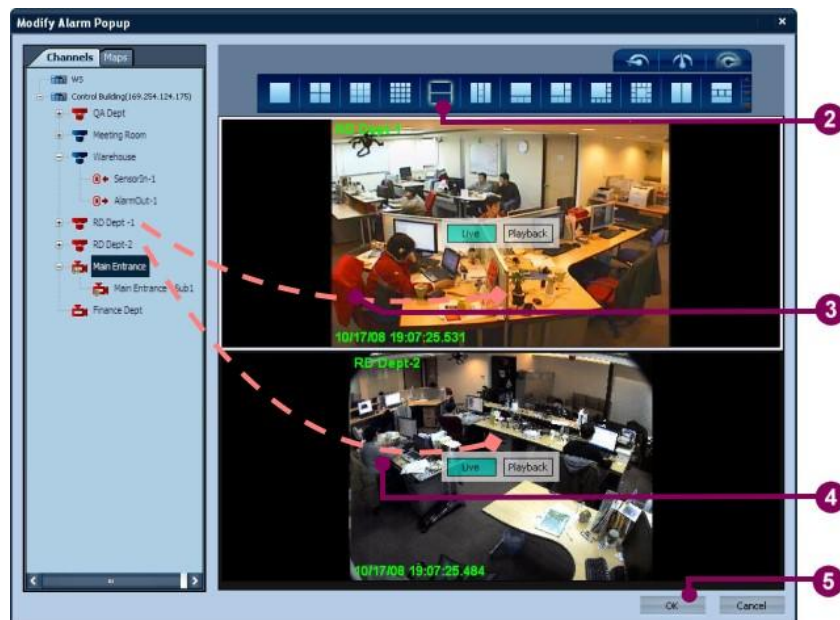 Modify Alarm Popup
×
Channels Maps
WS
Control Building(169.254.124.175)
QA Dept
Meeting Room
Warehouse
SensorIn-1
AlarmOut-1
RD Dept -1
RD Dept-2
Main Entrance
Main Entrance Sub1
Finance Dept
2
RD Dept-1
Live Playback
3
10/17/08 19:07:25.531
RD Dept-2
Live Playback
4
10/17/08 19:07:25.484
5
OK Cancel